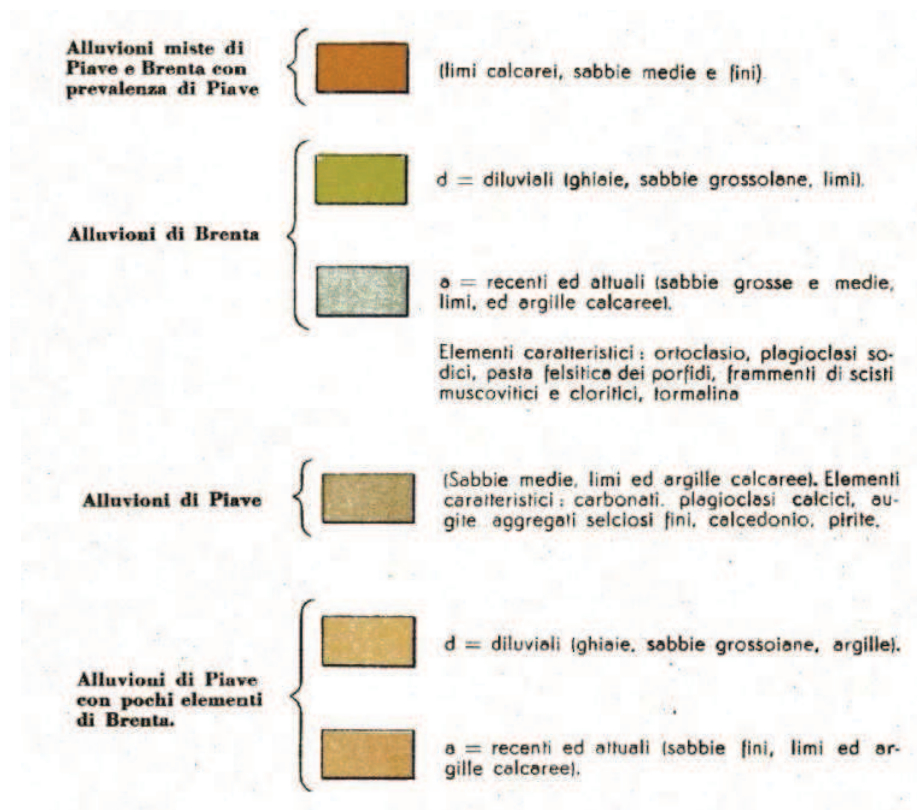 Alluvioni miste di
Piave e Brenta con
prevalenza di Piave
(limi calcarei, sabbie medie e fini)
Alluvioni di Brenta
d = diluviali (ghiaie, sabbie grossolane, limi).
a = recenti ed attuali (sabbie grosse e medie,
limi, ed argille calcaree).
Elementi caratteristici : ortoclasio, plagioclasi so-
dici, pasta felsitica dei porfidi, frammenti di scisti
muscovitici e cloritici, tormalina
Alluvioni di Piave
(Sabbie medie, limi ed argille calcaree). Elementi
caratteristici : carbonati. plagioclasi calcici, au-
gite aggregati selciosi fini, calcedonio, pirite.
Alluvioni di Piave
con pochi elementi
di Brenta.
d = diluviali (ghiaie, sabbie grossoiane, argille).
a = recenti ed attuali (sabbie fini, limi ed ar-
gille calcaree).